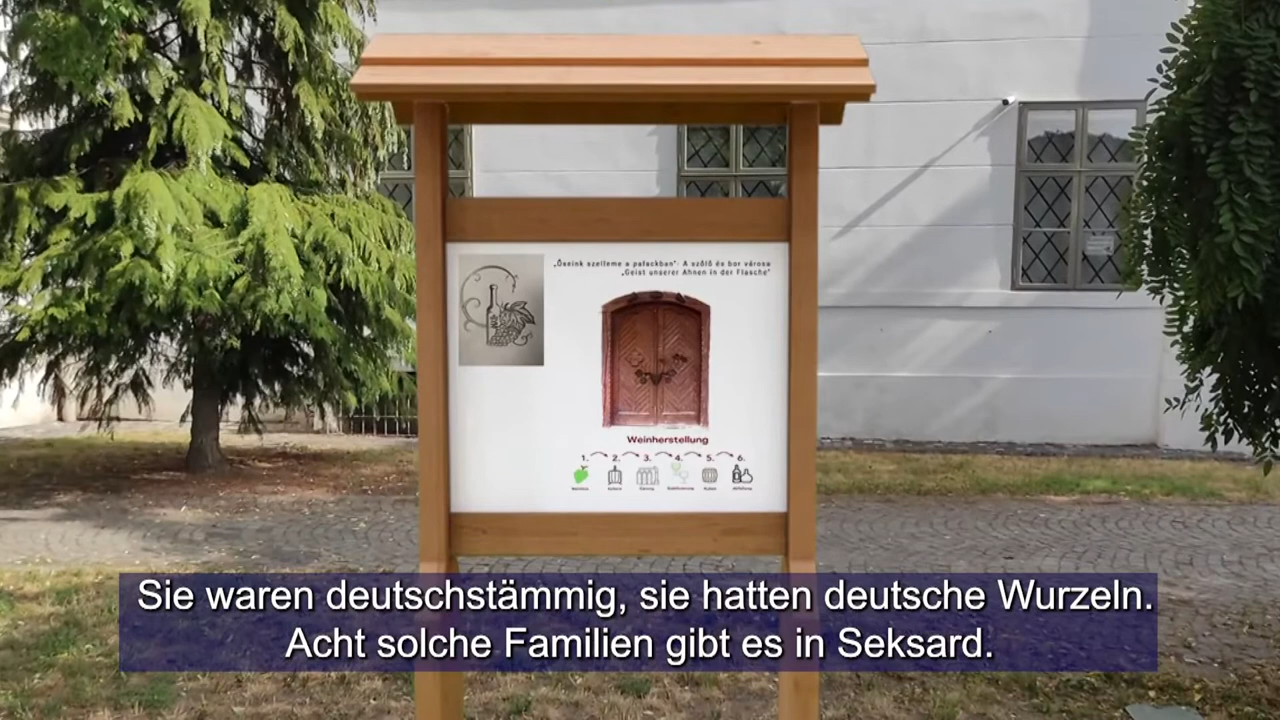 „Őseink szelleme a palackban"- A szőlő és bor városa
„Geist unserer Ahnen in der Flasche"
Weinherstellung
1. 2. 3. 4. 5. 6.
Sie waren deutschstämmig, sie hatten deutsche Wurzeln.
Acht solche Familien gibt es in Seksard.